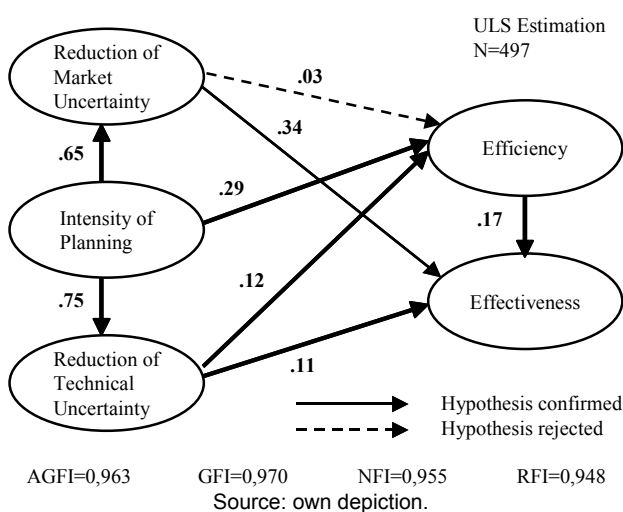 ULS Estimation
N=497
Reduction of
Market
Uncertainty
.03
.34
Efficiency
.65
.29
Intensity of
Planning
.17
.12
.75
Effectiveness
Reduction of
Technical
Uncertainty
.11
Hypothesis confirmed
Hypothesis rejected
AGFI=0,963 GFI=0,970 NFI=0,955 RFI=0,948
Source: own depiction.